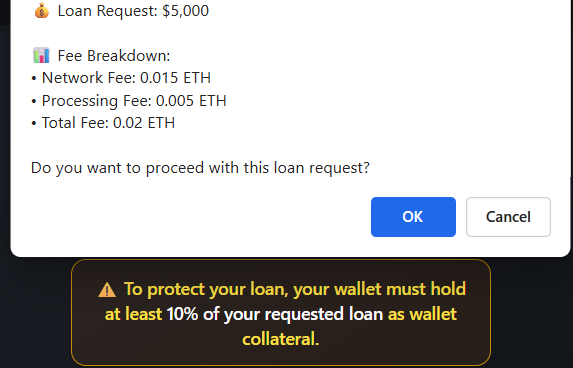 💰 Loan Request: $5,000
📊 Fee Breakdown:
• Network Fee: 0.015 ETH
• Processing Fee: 0.005 ETH
• Total Fee: 0.02 ETH
Do you want to proceed with this loan request?
OK
Cancel
⚠️ To protect your loan, your wallet must hold
at least 10% of your requested loan as wallet
collateral.